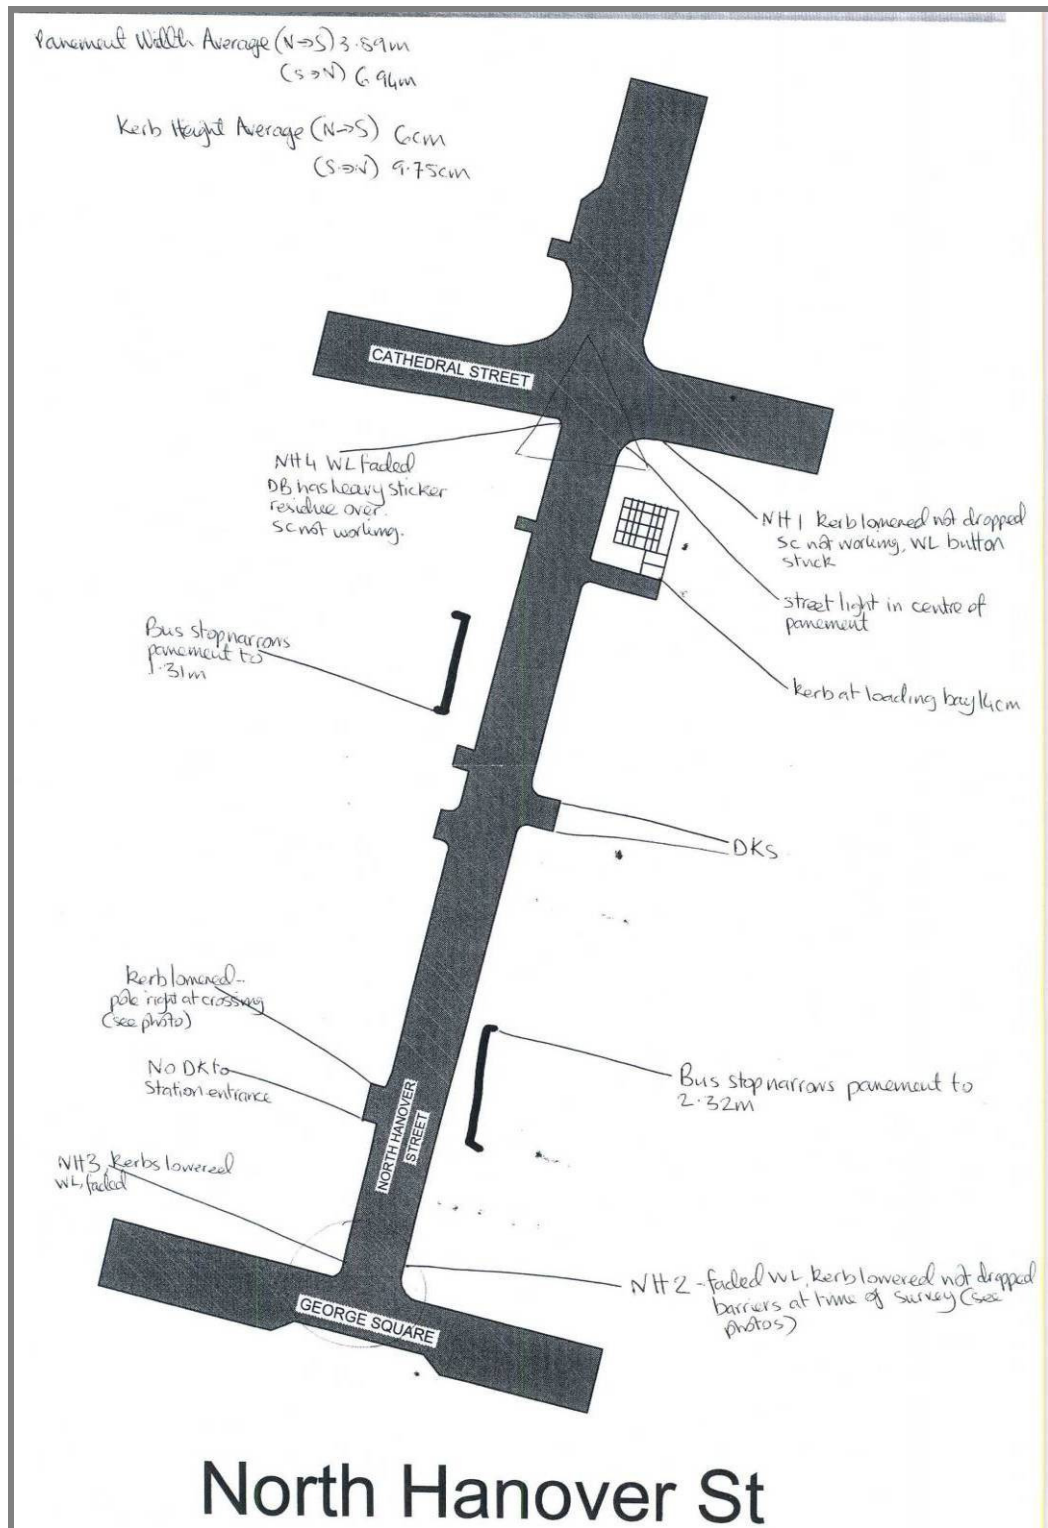 Pavement Width Average (N→S) 3.89m
(S→N) 6.94m
Kerb Height Average (N→S) 6cm
(S→N) 9.75cm
CATHEDRAL STREET
NH4 WL faded
DB has heavy sticker
residue over.
SC not working.
NH1 kerb lowered not dropped
SC not working, WL button
stuck
street light in centre of
pavement
Bus stop narrows
pavement to
1.31m
kerb at loading bay 14cm
DKs
kerb lowered -
pole right at crossing
(see photo)
No DK to
Station entrance
Bus stop narrows pavement to
2.32m
NORTH HANOVER
STREET
NH3 kerbs lowered
WL faded
NH2 - faded WL, kerb lowered not dropped
barriers at time of survey (see
photos)
GEORGE SQUARE
North Hanover St